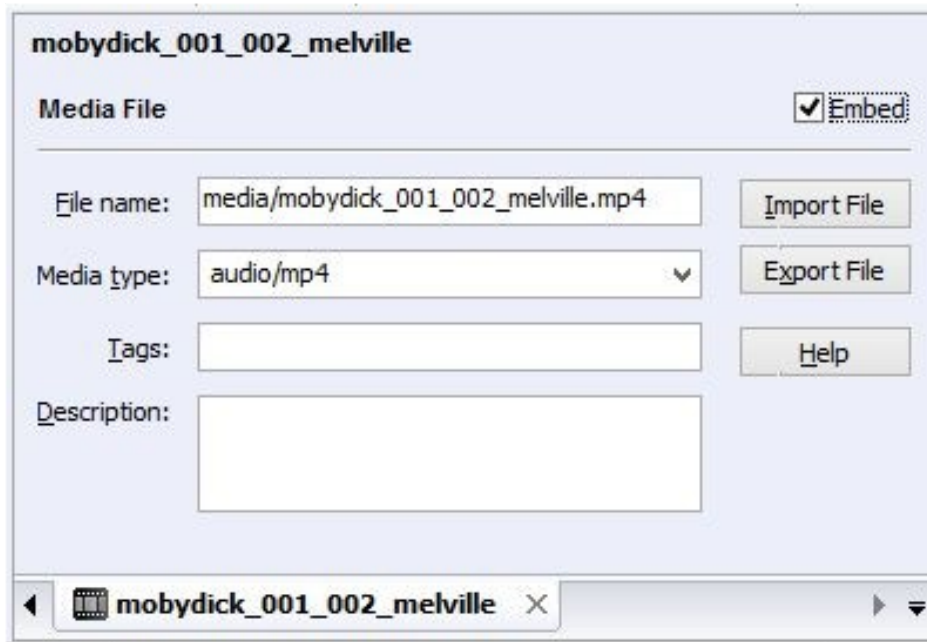 mobydick_001_002_melville
Media File
Embed
File name:
media/mobydick_001_002_melville.mp4
Import File
Media type:
audio/mp4
Export File
Tags:
Help
Description:
mobydick_001_002_melville